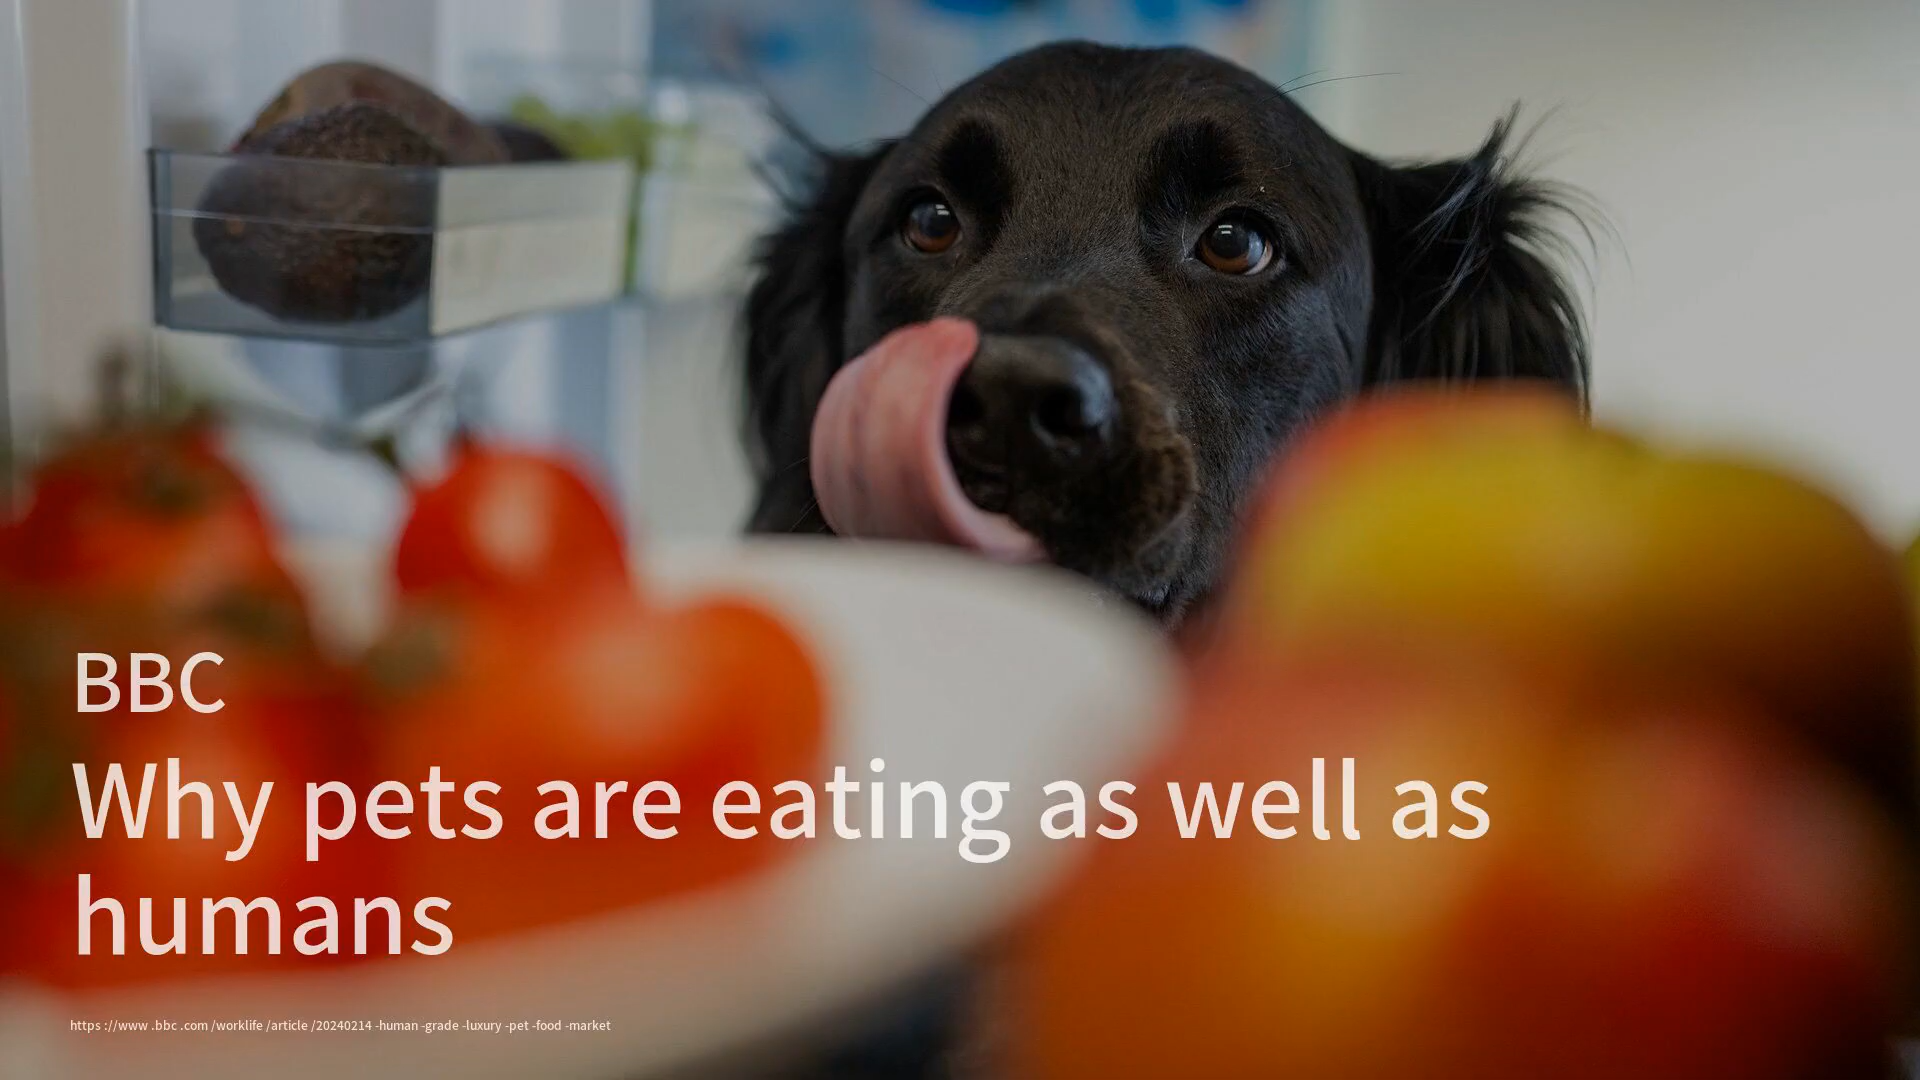 BBC
Why pets are eating as well as
humans
https ://www .bbc .com /worklife /article /20240214 -human -grade -luxury -pet -food -market